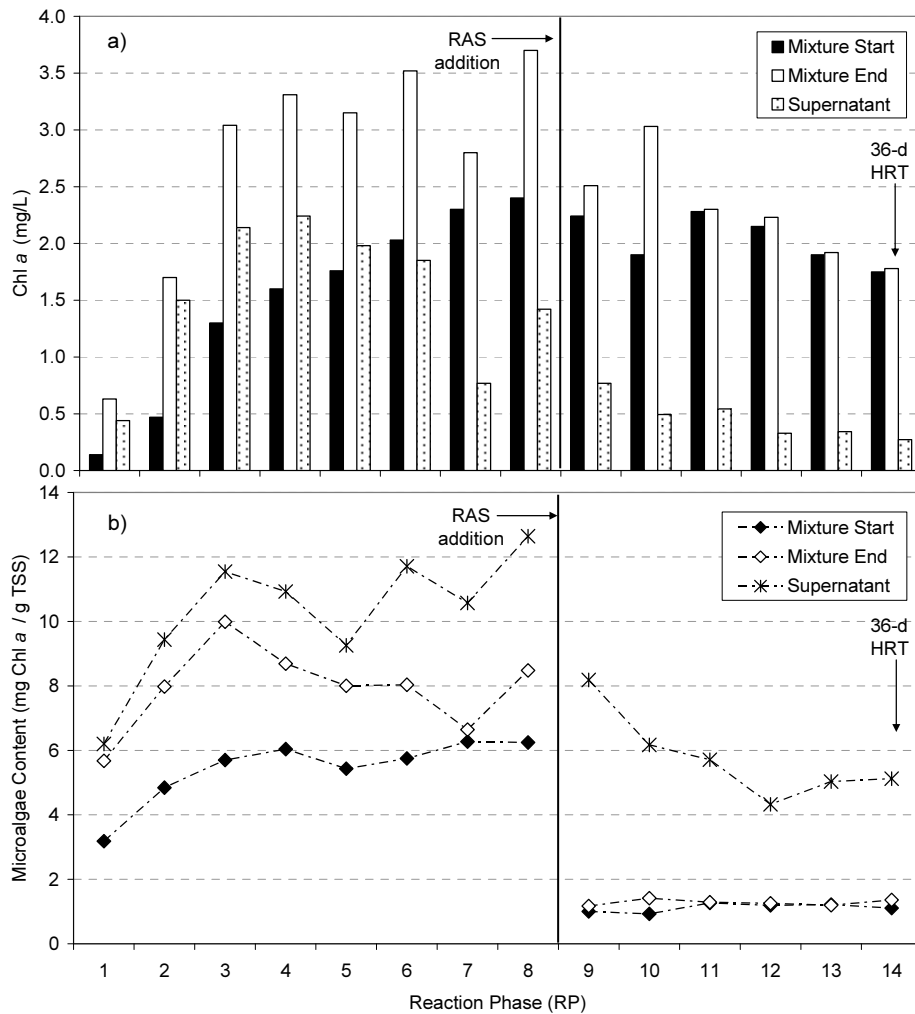 a)
RAS
addition
Mixture Start
Mixture End
Supernatant
36-d
HRT
Chl a (mg/L)
4.0
3.5
3.0
2.5
2.0
1.5
1.0
0.5
0.0
b)
RAS
addition
Mixture Start
Mixture End
Supernatant
36-d
HRT
Microalgae Content (mg Chl a / g TSS)
14
12
10
8
6
4
2
0
1 2 3 4 5 6 7 8 9 10 11 12 13 14
Reaction Phase (RP)